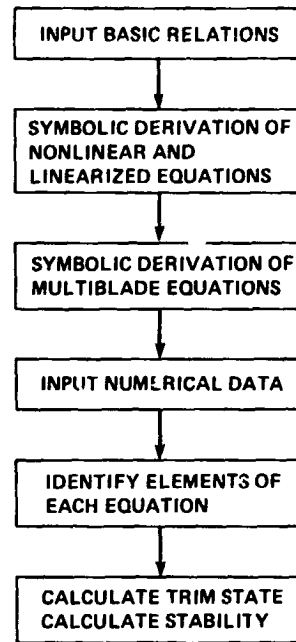 INPUT BASIC RELATIONS
SYMBOLIC DERIVATION OF
NONLINEAR AND
LINEARIZED EQUATIONS
SYMBOLIC DERIVATION OF
MULTIBLADE EQUATIONS
INPUT NUMERICAL DATA
IDENTIFY ELEMENTS OF
EACH EQUATION
CALCULATE TRIM STATE
CALCULATE STABILITY